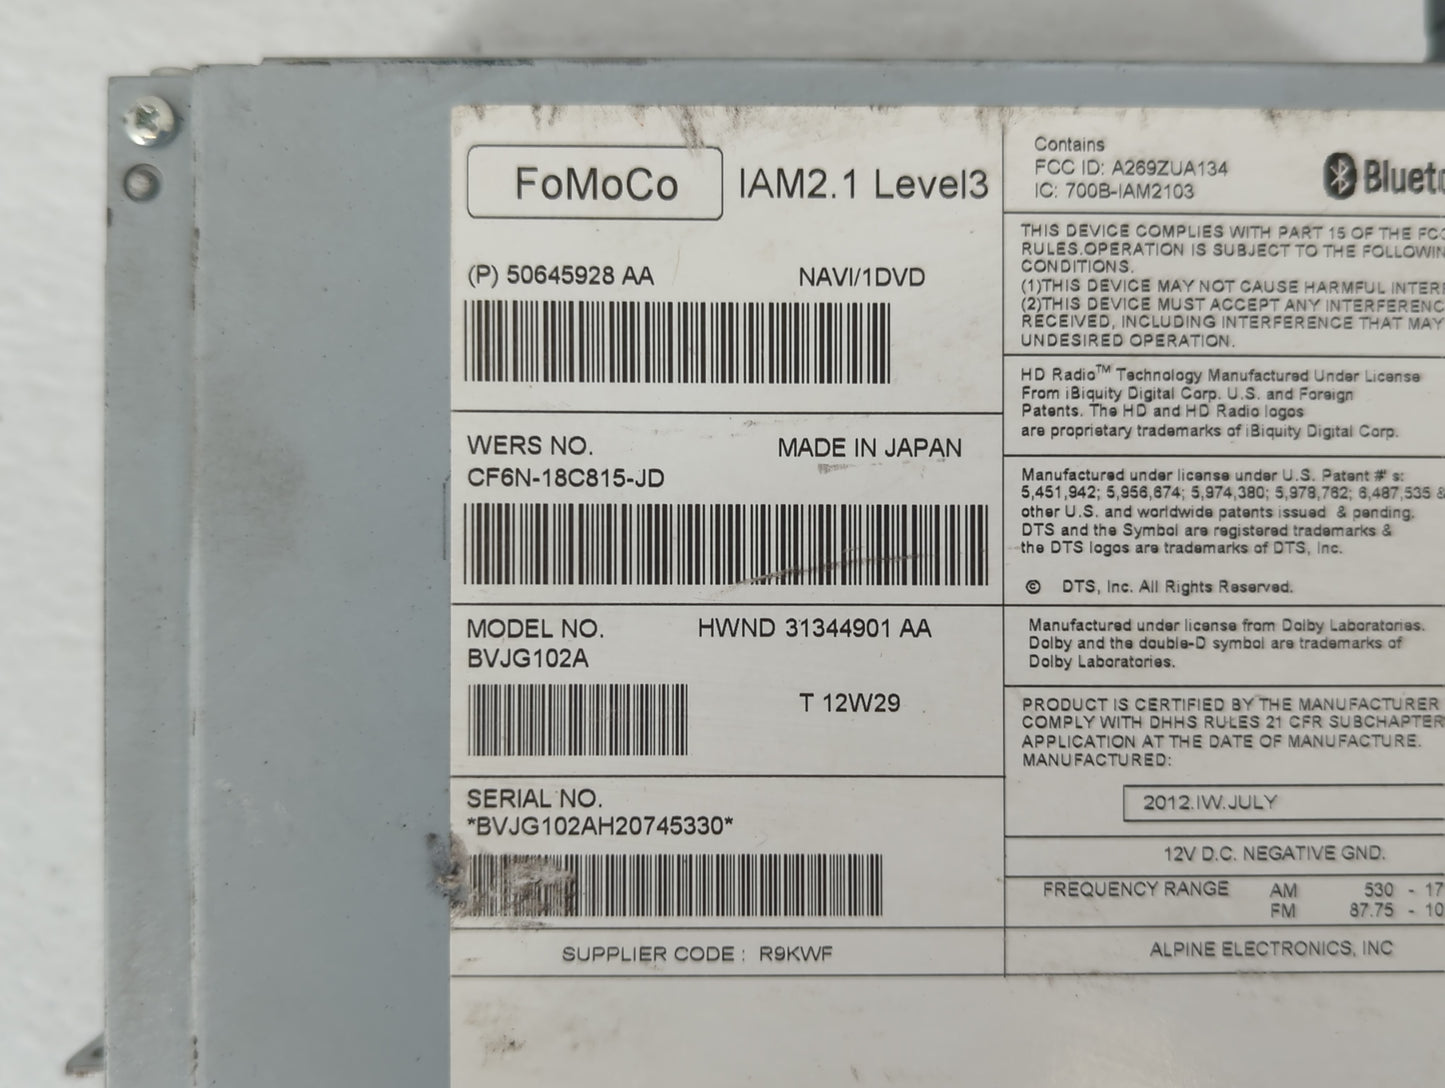 FoMoCo IAM2.1 Level3
(P) 50645928 AA NAVI/1DVD
WERS NO. MADE IN JAPAN
CF6N-18C815-JD
MODEL NO. HWND 31344901 AA
BVJG102A
T 12W29
SERIAL NO.
*BVJG102AH20745330*
SUPPLIER CODE : R9KWF
Contains
FCC ID: A269ZUA134
IC: 700B-IAM2103
THIS DEVICE COMPLIES WITH PART 15 OF THE
RULES.OPERATION IS SUBJECT TO THE
CONDITIONS.
(1)THIS DEVICE MAY NOT CAUSE HARMFUL
(2)THIS DEVICE MUST ACCEPT ANY
RECEIVED, INCLUDING INTERFERENCE THAT MAY
UNDESIRED OPERATION.
HD Radio™ Technology Manufactured Under License
From iBiquity Digital Corp. U.S. and Foreign
Patents. The HD and HD Radio logos
are proprietary trademarks of iBiquity Digital Corp.
Manufactured under license under U.S. Patent #'s:
5,451,942; 5,956,674; 5,974,380; 5,978,762; 6,487,535 &
other U.S. and worldwide patents issued & pending.
DTS and the Symbol are registered trademarks &
the DTS logos are trademarks of DTS, Inc.
© DTS, Inc. All Rights Reserved.
Manufactured under license from Dolby Laboratories.
Dolby and the double-D symbol are trademarks of
Dolby Laboratories.
PRODUCT IS CERTIFIED BY THE MANUFACTURER
COMPLY WITH DHHS RULES 21 CFR SUBCHAPTER
APPLICATION AT THE DATE OF MANUFACTURE.
MANUFACTURED:
2012.IW.JULY
12V D.C. NEGATIVE GND.
FREQUENCY RANGE AM 530 -
FM 87.75 -
ALPINE ELECTRONICS, INC